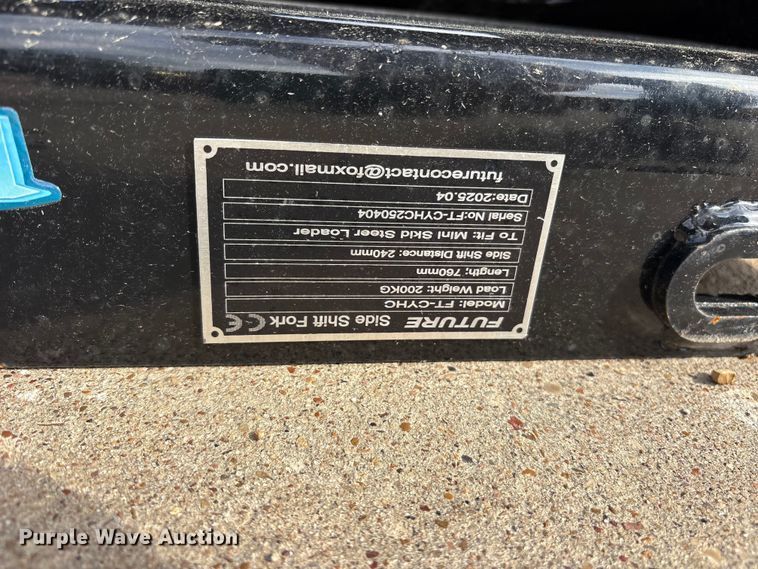 FUTURE Side Shift Fork CE
Model: FT-CYHC
Load Weight: 200KG
Length: 760mm
Side Shift Distance: 240mm
To Fit: Mini Skid Steer Loader
Serial No:FT-CYHC250404
Date:2025.04
futurecontact@foxmail.com
Purple Wave Auction